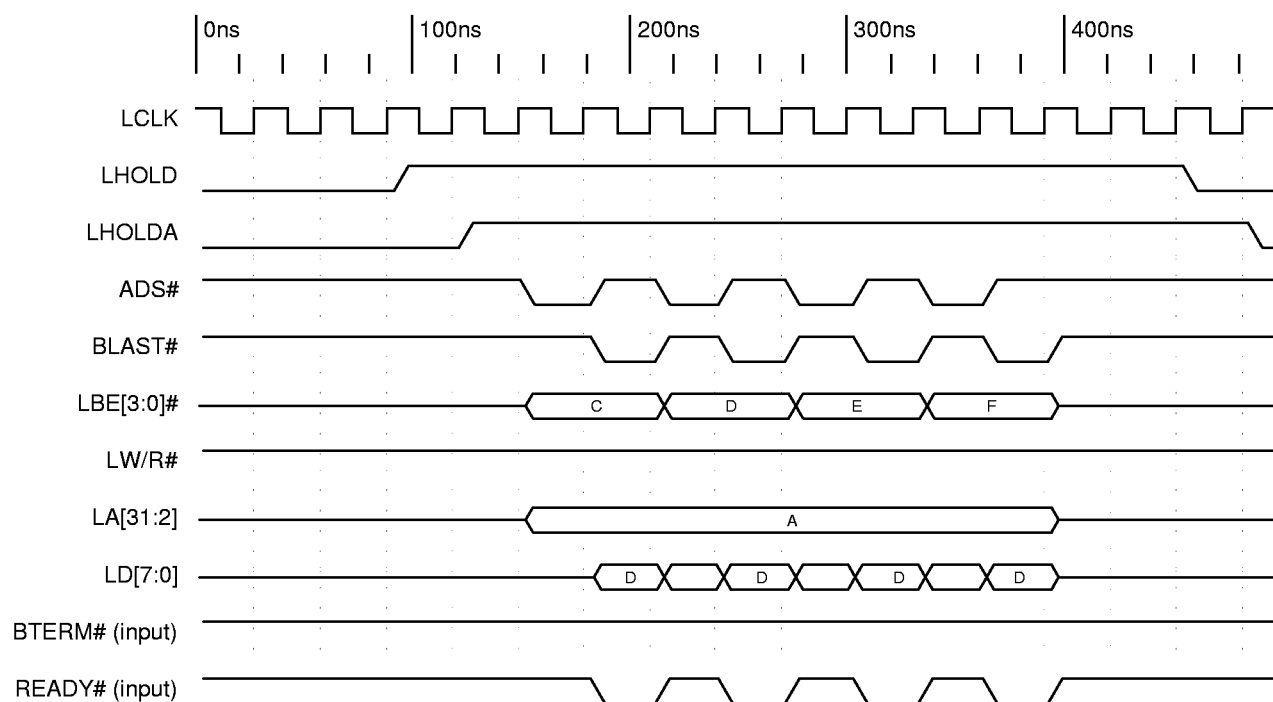 0ns 100ns 200ns 300ns 400ns
LCLK
LHOLD
LHOLDA
ADS#
BLAST#
LBE[3:0]# C D E F
LW/R#
LA[31:2] A
LD[7:0] D D D D
BTERM# (input)
READY# (input)